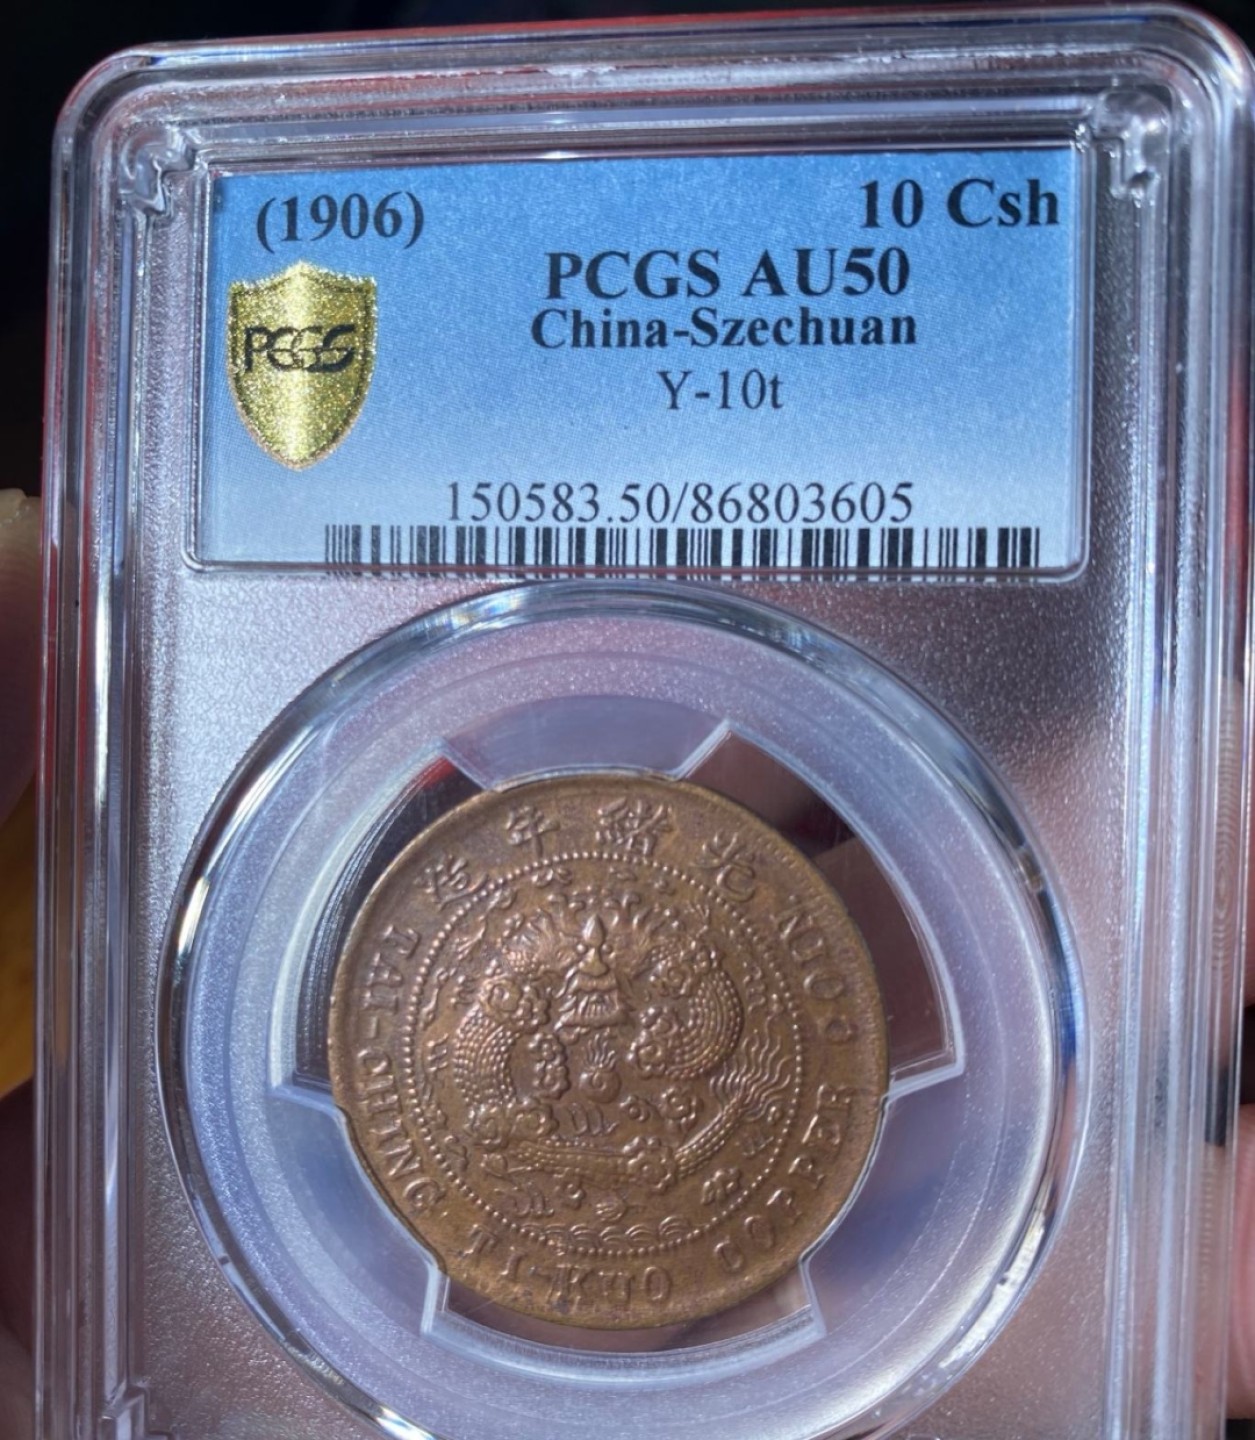 (1906) 10 Csh
PCGS AU50
China-Szechuan
Y-10t
PCGS
150583.50/86803605
光緒年造
TAI-CHING TI-KUO COPPER COIN